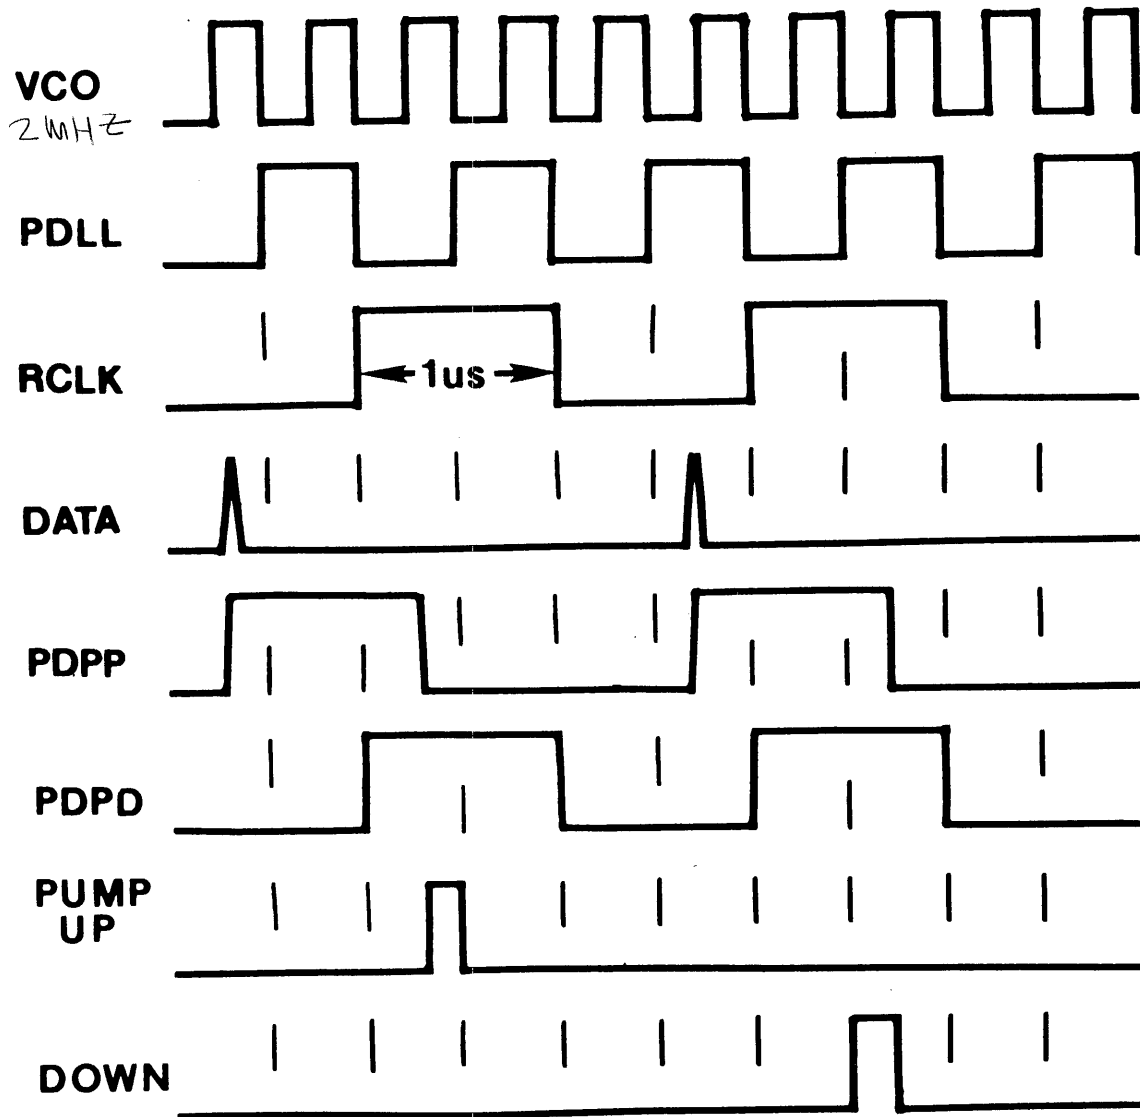 VCO
2MHZ
PDLL
RCLK
1us
DATA
PDPP
PDPD
PUMP
UP
DOWN